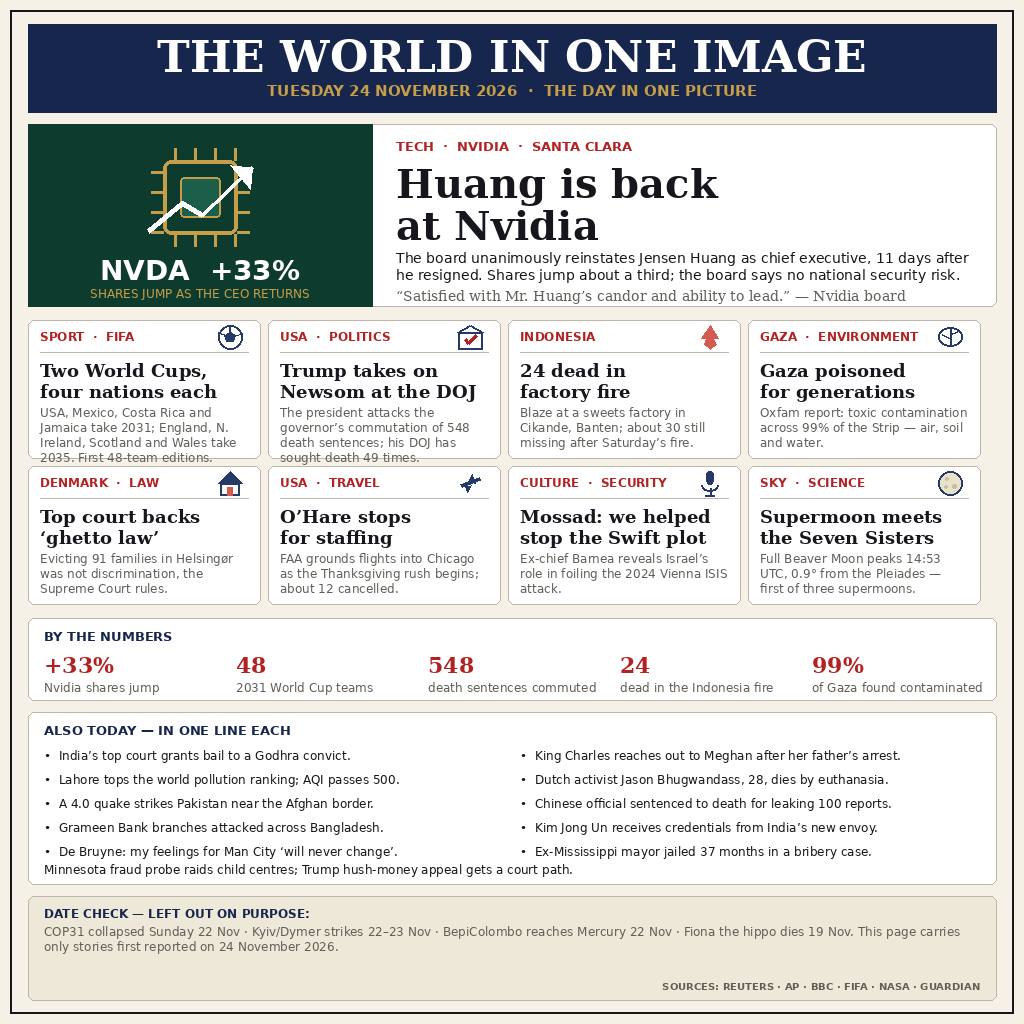 THE WORLD IN ONE IMAGE
TUESDAY 24 NOVEMBER 2026 · THE DAY IN ONE PICTURE
NVDA +33%
SHARES JUMP AS THE CEO RETURNS
TECH · NVIDIA · SANTA CLARA
Huang is back
at Nvidia
The board unanimously reinstates Jensen Huang as chief executive, 11 days after
he resigned. Shares jump about a third; the board says no national security risk.
“Satisfied with Mr. Huang’s candor and ability to lead.” — Nvidia board
SPORT · FIFA
Two World Cups,
four nations each
USA, Mexico, Costa Rica and
Jamaica take 2031; England, N.
Ireland, Scotland and Wales take
2035. First 48-team editions.
USA · POLITICS
Trump takes on
Newsom at the DOJ
The president attacks the
governor’s commutation of 548
death sentences; his DOJ has
sought death 49 times.
INDONESIA
24 dead in
factory fire
Blaze at a sweets factory in
Cikande, Banten; about 30 still
missing after Saturday’s fire.
GAZA · ENVIRONMENT
Gaza poisoned
for generations
Oxfam report: toxic contamination
across 99% of the Strip — air, soil
and water.
DENMARK · LAW
Top court backs
‘ghetto law’
Evicting 91 families in Helsingør
was not discrimination, the
Supreme Court rules.
USA · TRAVEL
O’Hare stops
for staffing
FAA grounds flights into Chicago
as the Thanksgiving rush begins;
about 12 cancelled.
CULTURE · SECURITY
Mossad: we helped
stop the Swift plot
Ex-chief Barnea reveals Israel’s
role in foiling the 2024 Vienna ISIS
attack.
SKY · SCIENCE
Supermoon meets
the Seven Sisters
Full Beaver Moon peaks 14:53
UTC, 0.9° from the Pleiades —
first of three supermoons.
BY THE NUMBERS
+33%
Nvidia shares jump
48
2031 World Cup teams
548
death sentences commuted
24
dead in the Indonesia fire
99%
of Gaza found contaminated
ALSO TODAY — IN ONE LINE EACH
• India’s top court grants bail to a Godhra convict.
• Lahore tops the world pollution ranking; AQI passes 500.
• A 4.0 quake strikes Pakistan near the Afghan border.
• Grameen Bank branches attacked across Bangladesh.
• De Bruyne: my feelings for Man City ‘will never change’.
• King Charles reaches out to Meghan after her father’s arrest.
• Dutch activist Jason Bhugwandass, 28, dies by euthanasia.
• Chinese official sentenced to death for leaking 100 reports.
• Kim Jong Un receives credentials from India’s new envoy.
• Ex-Mississippi mayor jailed 37 months in a bribery case.
Minnesota fraud probe raids child centres; Trump hush-money appeal gets a court path.
DATE CHECK — LEFT OUT ON PURPOSE:
COP31 collapsed Sunday 22 Nov · Kyiv/Dymer strikes 22–23 Nov · BepiColombo reaches Mercury 22 Nov · Fiona the hippo dies 19 Nov. This page carries
only stories first reported on 24 November 2026.
SOURCES: REUTERS · AP · BBC · FIFA · NASA · GUARDIAN